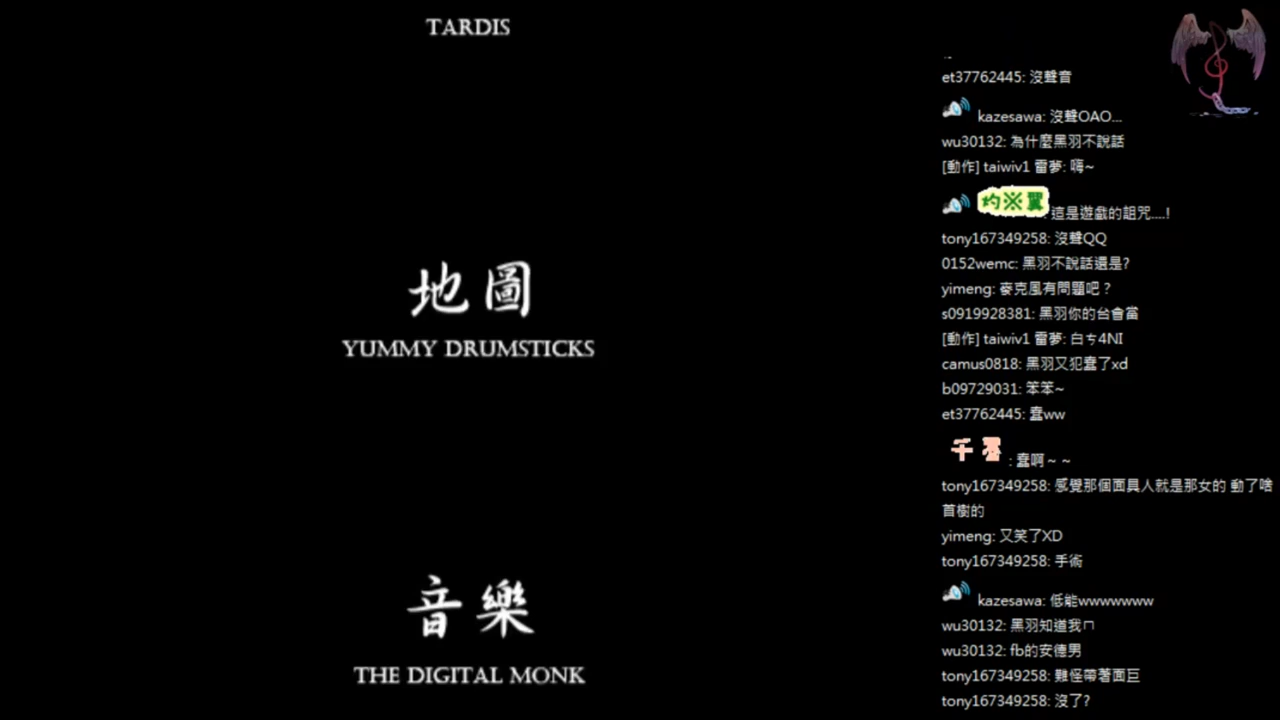 TARDIS
地圖
YUMMY DRUMSTICKS
音樂
THE DIGITAL MONK
et37762445: 沒聲音
kazesawa: 沒聲OAO...
wu30132: 為什麼黑羽不說話
[動作] taiwiv1 雷夢: 嗨~
灼※翼 : 這是遊戲的詛咒....!
tony167349258: 沒聲QQ
0152wemc: 黑羽不說話還是?
yimeng: 麥克風有問題吧？
s0919928381: 黑羽你的台會當
[動作] taiwiv1 雷夢: 白ㄘ4NI
camus0818: 黑羽又犯蠢了xd
b09729031: 笨笨~
et37762445: 蠢ww
: 蠢啊～～
tony167349258: 感覺那個面具人就是那女的 動了啥
首樹的
yimeng: 又笑了XD
tony167349258: 手術
kazesawa: 低能wwwwwww
wu30132: 黑羽知道我ㄇ
wu30132: fb的安德男
tony167349258: 難怪帶著面巨
tony167349258: 沒了?